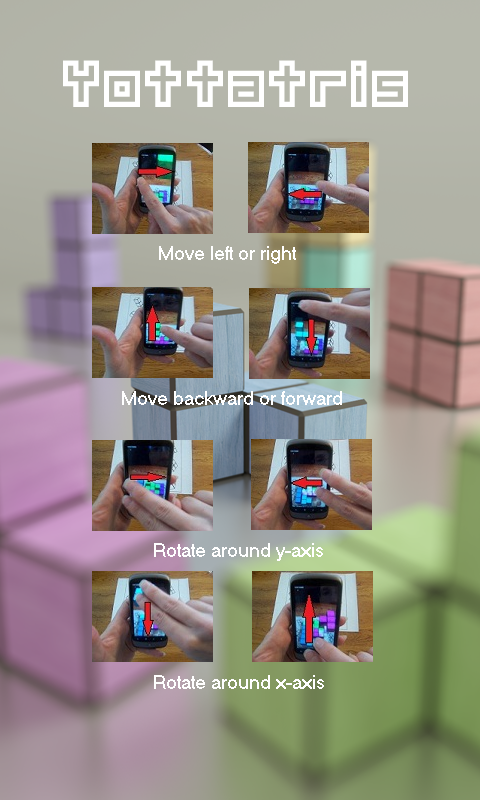 Yottatris
Move left or right
Move backward or forward
Rotate around y-axis
Rotate around x-axis